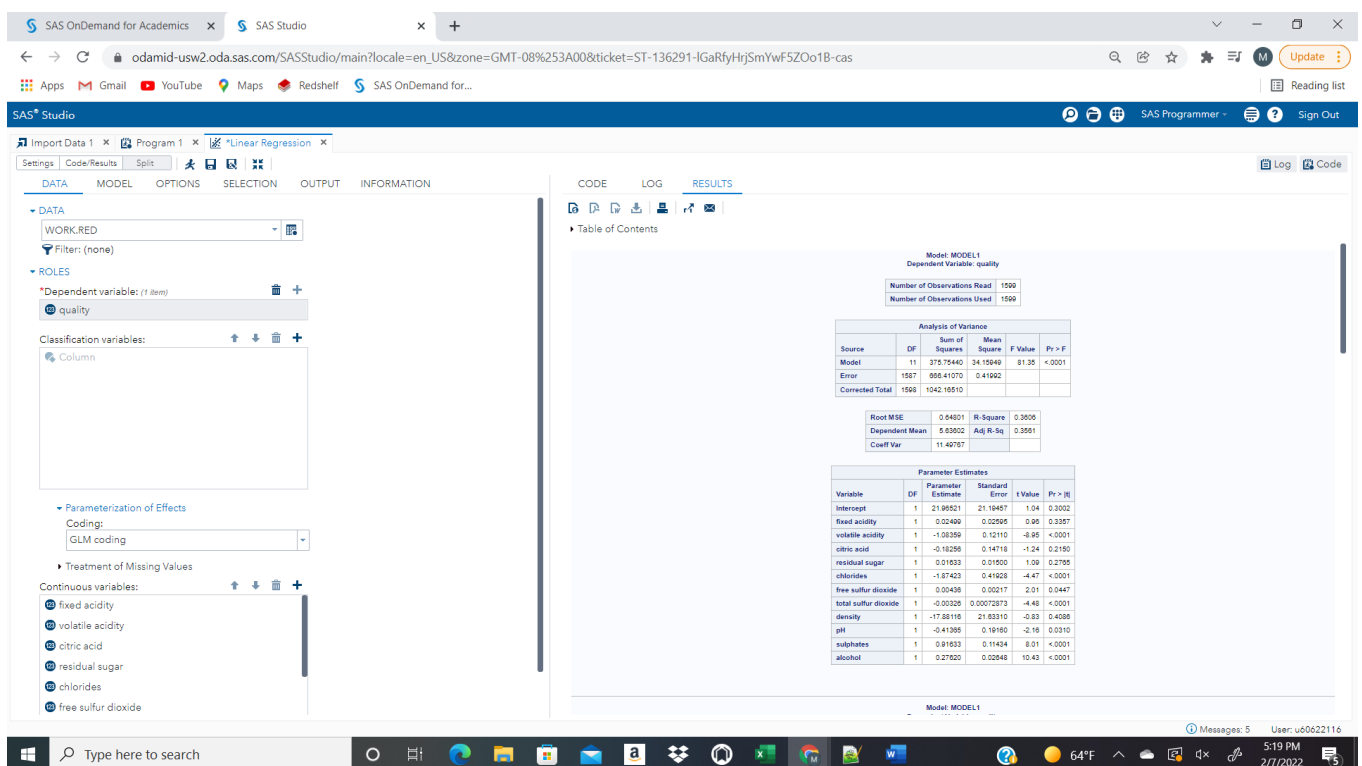 SAS OnDemand for Academics × SAS Studio × +
odamid-usw2.oda.sas.com/SASStudio/main?locale=en_US&zone=GMT-08%253A00&ticket=ST-136291-lGaRfyHrjSmYwF5ZOo1B-cas M Update
Apps Gmail YouTube Maps Redshelf SAS OnDemand for... Reading list
SAS® Studio SAS Programmer Sign Out
Import Data 1 × Program 1 × *Linear Regression ×
Settings Code/Results Split Log Code
DATA MODEL OPTIONS SELECTION OUTPUT INFORMATION
DATA
WORK.RED
Filter: (none)
ROLES
*Dependent variable: (1 item)
quality
Classification variables:
Column
Parameterization of Effects
Coding:
GLM coding
Treatment of Missing Values
Continuous variables:
fixed acidity
volatile acidity
citric acid
residual sugar
chlorides
free sulfur dioxide
CODE LOG RESULTS
Table of Contents
Model: MODEL1
Dependent Variable: quality
Number of Observations Read 1599
Number of Observations Used 1599
Analysis of Variance
Source DF Sum of Squares Mean Square F Value Pr > F
Model 11 375.75440 34.15949 81.35 <.0001
Error 1587 666.41070 0.41992
Corrected Total 1598 1042.16510
Root MSE 0.64801 R-Square 0.3606
Dependent Mean 5.63602 Adj R-Sq 0.3561
Coeff Var 11.49767
Parameter Estimates
Variable DF Parameter Estimate Standard Error t Value Pr > |t|
Intercept 1 21.96521 21.19457 1.04 0.3002
fixed acidity 1 0.02499 0.02595 0.96 0.3357
volatile acidity 1 -1.08359 0.12110 -8.95 <.0001
citric acid 1 -0.18256 0.14718 -1.24 0.2150
residual sugar 1 0.01633 0.01500 1.09 0.2765
chlorides 1 -1.87423 0.41928 -4.47 <.0001
free sulfur dioxide 1 0.00436 0.00217 2.01 0.0447
total sulfur dioxide 1 -0.00326 0.00072873 -4.48 <.0001
density 1 -17.88116 21.63310 -0.83 0.4086
pH 1 -0.41365 0.19160 -2.16 0.0310
sulphates 1 0.91633 0.11434 8.01 <.0001
alcohol 1 0.27620 0.02648 10.43 <.0001
Model: MODEL1
Messages: 5 User: u60622116
Type here to search
64°F
5:19 PM
2/7/2022